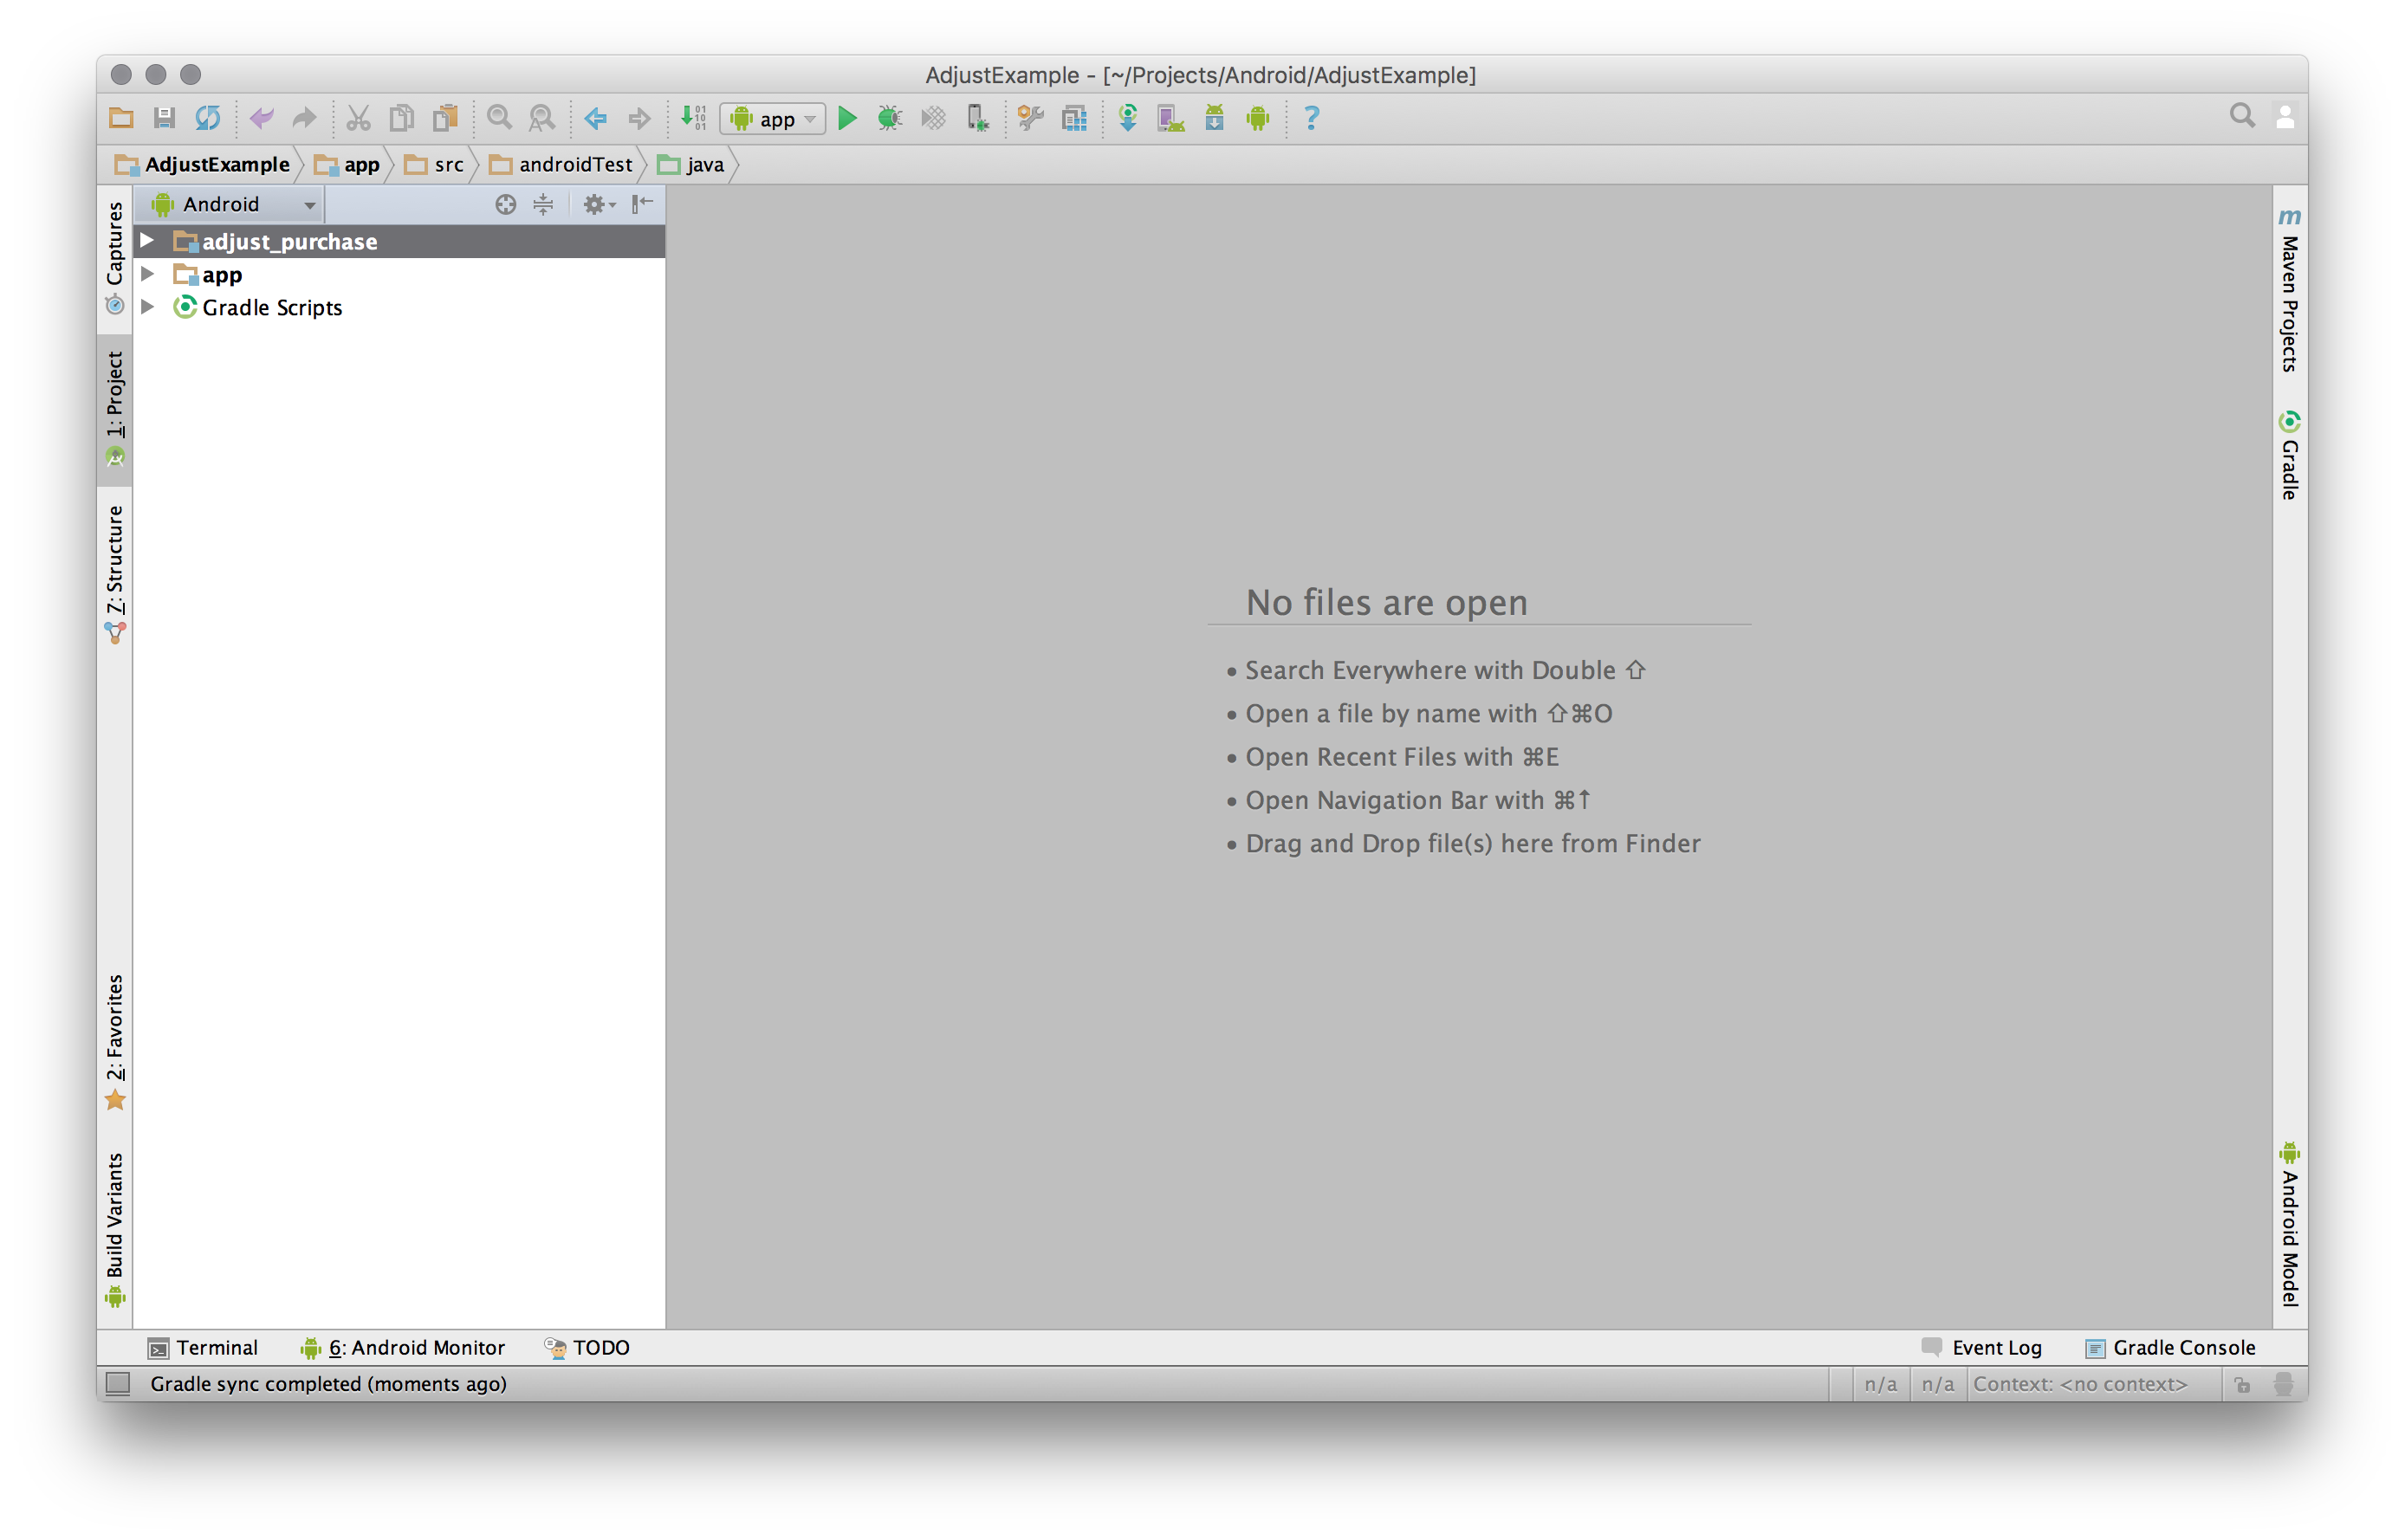 AdjustExample - [~/Projects/Android/AdjustExample]
app
AdjustExample app src androidTest java
Captures
1: Project
7: Structure
2: Favorites
Build Variants
Android
adjust_purchase
app
Gradle Scripts
No files are open
• Search Everywhere with Double ⇧
• Open a file by name with ⇧⌘O
• Open Recent Files with ⌘E
• Open Navigation Bar with ⌘↑
• Drag and Drop file(s) here from Finder
m Maven Projects
Gradle
Android Model
Terminal 6: Android Monitor TODO Event Log Gradle Console
Gradle sync completed (moments ago) n/a n/a Context: <no context>